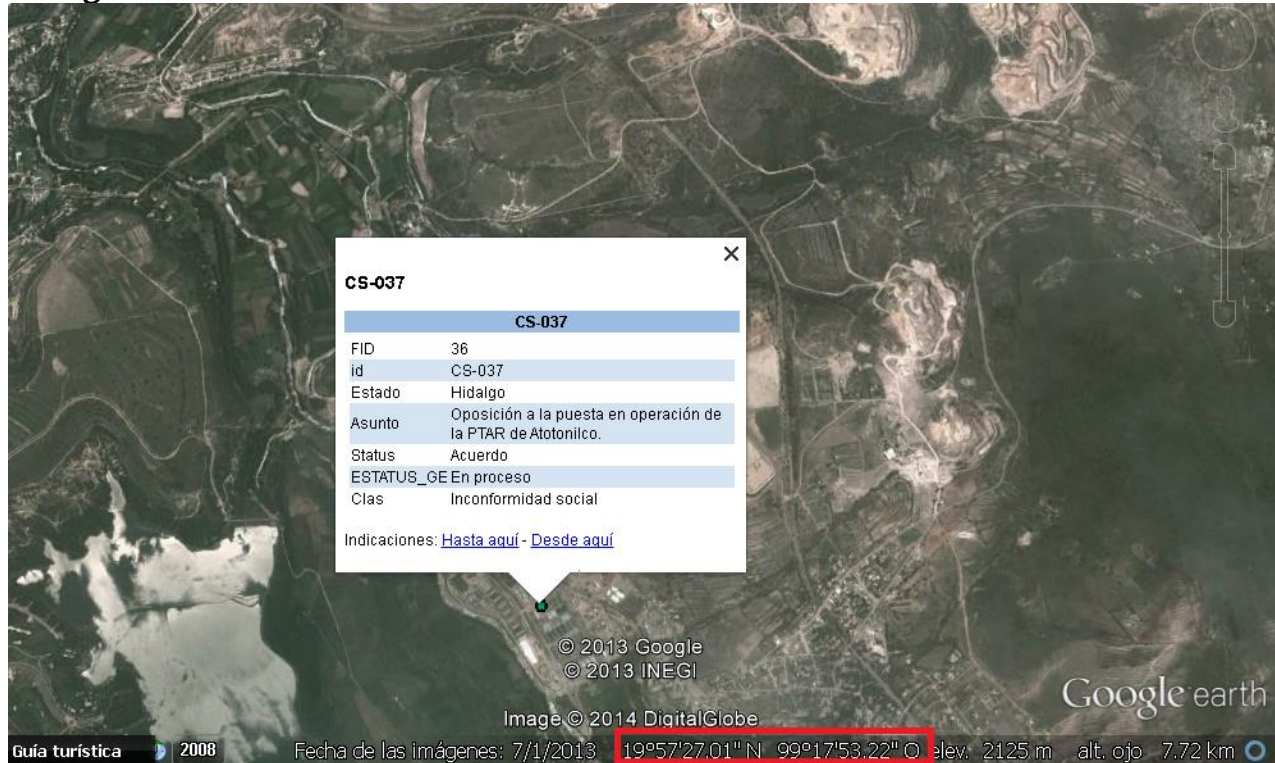 CS-037
CS-037
FID 36
id CS-037
Estado Hidalgo
Asunto Oposición a la puesta en operación de
la PTAR de Atotonilco.
Status Acuerdo
ESTATUS_GE En proceso
Clas Inconformidad social
Indicaciones: Hasta aquí - Desde aquí
© 2013 Google
© 2013 INEGI
Image © 2014 DigitalGlobe
Google earth
Guía turística 2008 Fecha de las imágenes: 7/1/2013 19°57'27.01" N 99°17'53.22" O elev. 2125 m alt. ojo 7.72 km